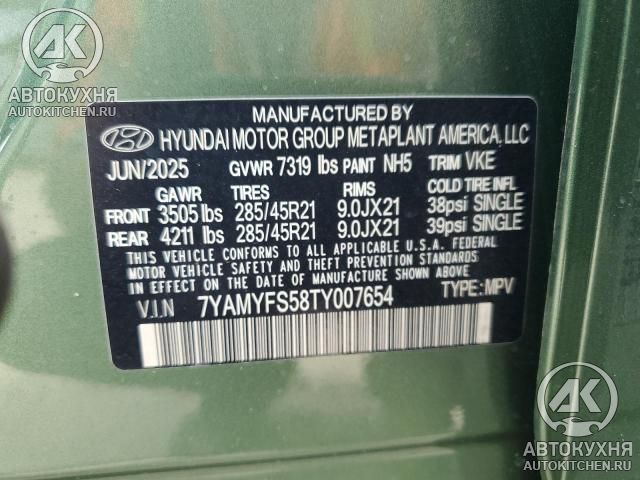 AK
АВТОКУХНЯ
AUTOKITCHEN.RU
MANUFACTURED BY
HYUNDAI MOTOR GROUP METAPLANT AMERICA, LLC
JUN/2025 GVWR 7319 lbs PAINT NH5 TRIM VKE
GAWR TIRES COLD TIRE INFL
FRONT 3505 lbs 285/45R21 9.0JX21 38psi SINGLE
REAR 4211 lbs 285/45R21 9.0JX21 39psi SINGLE
THIS VEHICLE CONFORMS TO ALL APPLICABLE U.S.A. FEDERAL
MOTOR VEHICLE SAFETY AND THEFT PREVENTION STANDARDS
IN EFFECT ON THE DATE OF MANUFACTURE SHOWN ABOVE.
V.I.N 7YAMYFS58TY007654 TYPE: MPV
AK
АВТОКУХНЯ
AUTOKITCHEN.RU